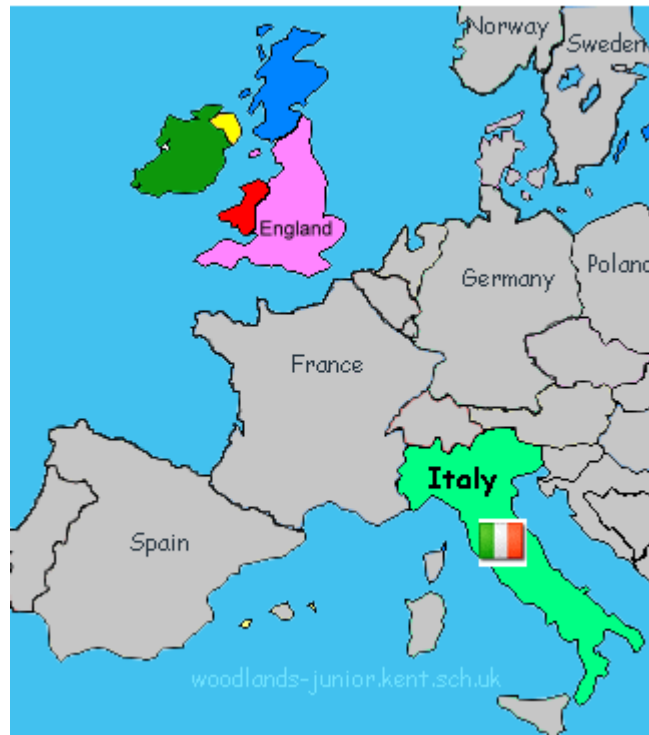 Norway
Sweden
England
Germany
Poland
France
Italy
Spain
woodlands-junior.kent.sch.uk